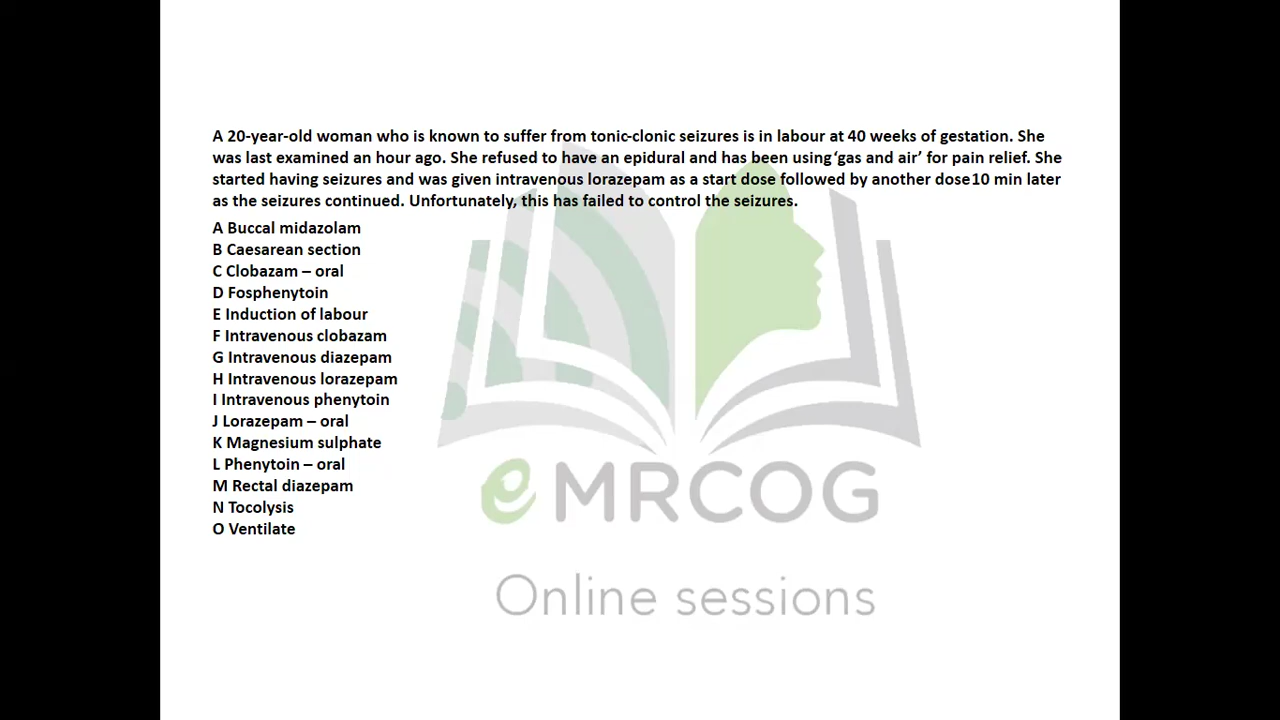 A 20-year-old woman who is known to suffer from tonic-clonic seizures is in labour at 40 weeks of gestation. She
was last examined an hour ago. She refused to have an epidural and has been using ‘gas and air’ for pain relief. She
started having seizures and was given intravenous lorazepam as a start dose followed by another dose10 min later
as the seizures continued. Unfortunately, this has failed to control the seizures.
A Buccal midazolam
B Caesarean section
C Clobazam – oral
D Fosphenytoin
E Induction of labour
F Intravenous clobazam
G Intravenous diazepam
H Intravenous lorazepam
I Intravenous phenytoin
J Lorazepam – oral
K Magnesium sulphate
L Phenytoin – oral
M Rectal diazepam
N Tocolysis
O Ventilate
eMRCOG
Online sessions